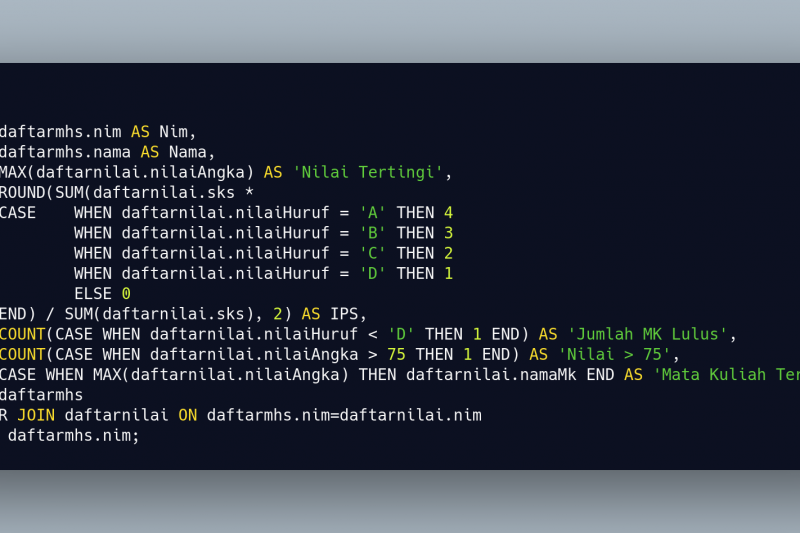 daftarmhs.nim AS Nim,
daftarmhs.nama AS Nama,
MAX(daftarnilai.nilaiAngka) AS 'Nilai Tertingi',
ROUND(SUM(daftarnilai.sks *
CASE    WHEN daftarnilai.nilaiHuruf = 'A' THEN 4
        WHEN daftarnilai.nilaiHuruf = 'B' THEN 3
        WHEN daftarnilai.nilaiHuruf = 'C' THEN 2
        WHEN daftarnilai.nilaiHuruf = 'D' THEN 1
        ELSE 0
END) / SUM(daftarnilai.sks), 2) AS IPS,
COUNT(CASE WHEN daftarnilai.nilaiHuruf < 'D' THEN 1 END) AS 'Jumlah MK Lulus',
COUNT(CASE WHEN daftarnilai.nilaiAngka > 75 THEN 1 END) AS 'Nilai > 75',
CASE WHEN MAX(daftarnilai.nilaiAngka) THEN daftarnilai.namaMk END AS 'Mata Kuliah Ter
daftarmhs
R JOIN daftarnilai ON daftarmhs.nim=daftarnilai.nim
daftarmhs.nim;